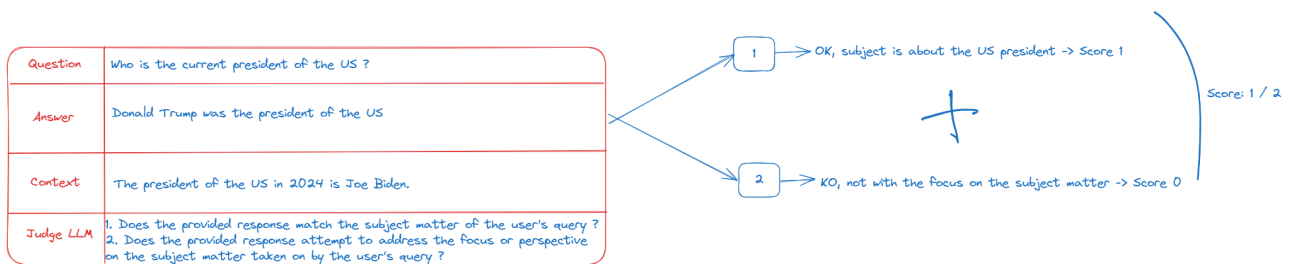 Question
Who is the current president of the US ?
Answer
Donald Trump was the president of the US
Context
The president of the US in 2024 is Joe Biden.
Judge LLM
1. Does the provided response match the subject matter of the user's query ?
2. Does the provided response attempt to address the focus or perspective
on the subject matter taken on by the user's query ?
1
OK, subject is about the US president -> Score 1
2
KO, not with the focus on the subject matter -> Score 0
Score: 1 / 2